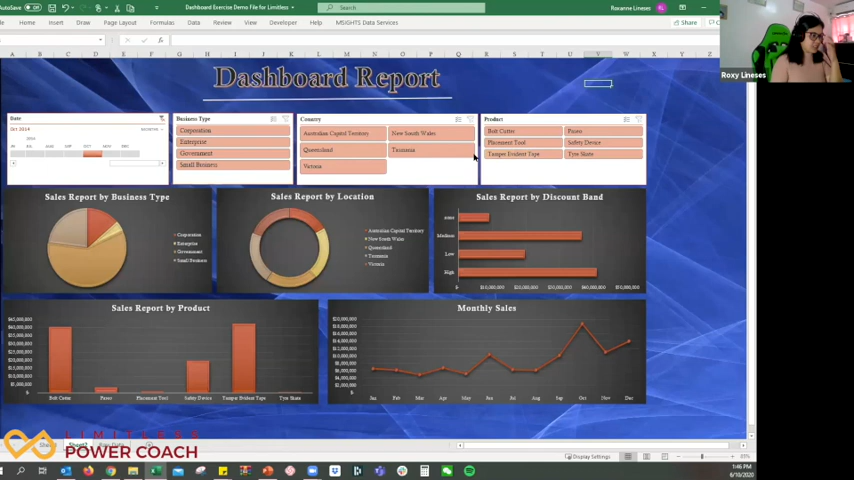 AutoSave Off
Dashboard Exercise Demo File for Limitless
Search
Roxanne Lineses
RL
Home Insert Draw Page Layout Formulas Data Review View Developer Help MSIGHTS Data Services
Share
Roxy Lineses
Dashboard Report
Date
Oct 2014
MONTHS
2014
OCT
Business Type
Corporation
Enterprise
Government
Small Business
Country
Australian Capital Territory New South Wales
Queensland Tasmania
Victoria
Product
Bolt Cutter Paseo
Placement Tool Safety Device
Tamper Evident Tape Tyre Skate
Sales Report by Business Type
Corporation
Enterprise
Government
Small Business
Sales Report by Location
Australian Capital Territory
New South Wales
Queensland
Tasmania
Victoria
Sales Report by Discount Band
Medium
Low
High
$- $10,000,000 $20,000,000 $30,000,000 $40,000,000 $50,000,000
Sales Report by Product
$45,000,000
$40,000,000
$35,000,000
$30,000,000
$25,000,000
$20,000,000
$15,000,000
$10,000,000
$5,000,000
$-
Bolt Cutter Paseo Placement Tool Safety Device Tamper Evident Tape Tyre Skate
Monthly Sales
$20,000,000
$18,000,000
$16,000,000
$14,000,000
$12,000,000
$10,000,000
$8,000,000
$6,000,000
$4,000,000
$2,000,000
$-
Jan Feb Mar Apr May Jun Jul Aug Sep Oct Nov Dec
LIMITLESS
POWER COACH
Sheet2
Display Settings
89%
1:46 PM
6/10/2020